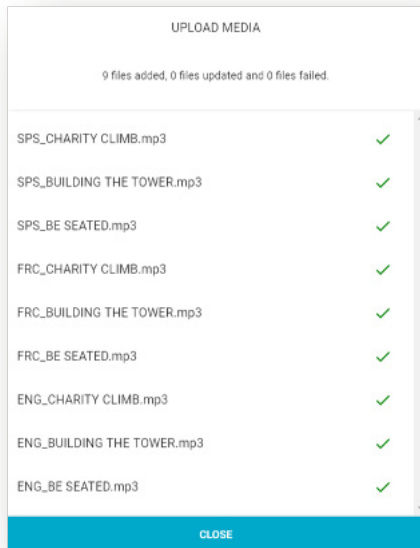 UPLOAD MEDIA
9 files added, 0 files updated and 0 files failed.
SPS_CHARITY CLIMB.mp3
SPS_BUILDING THE TOWER.mp3
SPS_BE SEATED.mp3
FRC_CHARITY CLIMB.mp3
FRC_BUILDING THE TOWER.mp3
FRC_BE SEATED.mp3
ENG_CHARITY CLIMB.mp3
ENG_BUILDING THE TOWER.mp3
ENG_BE SEATED.mp3
CLOSE